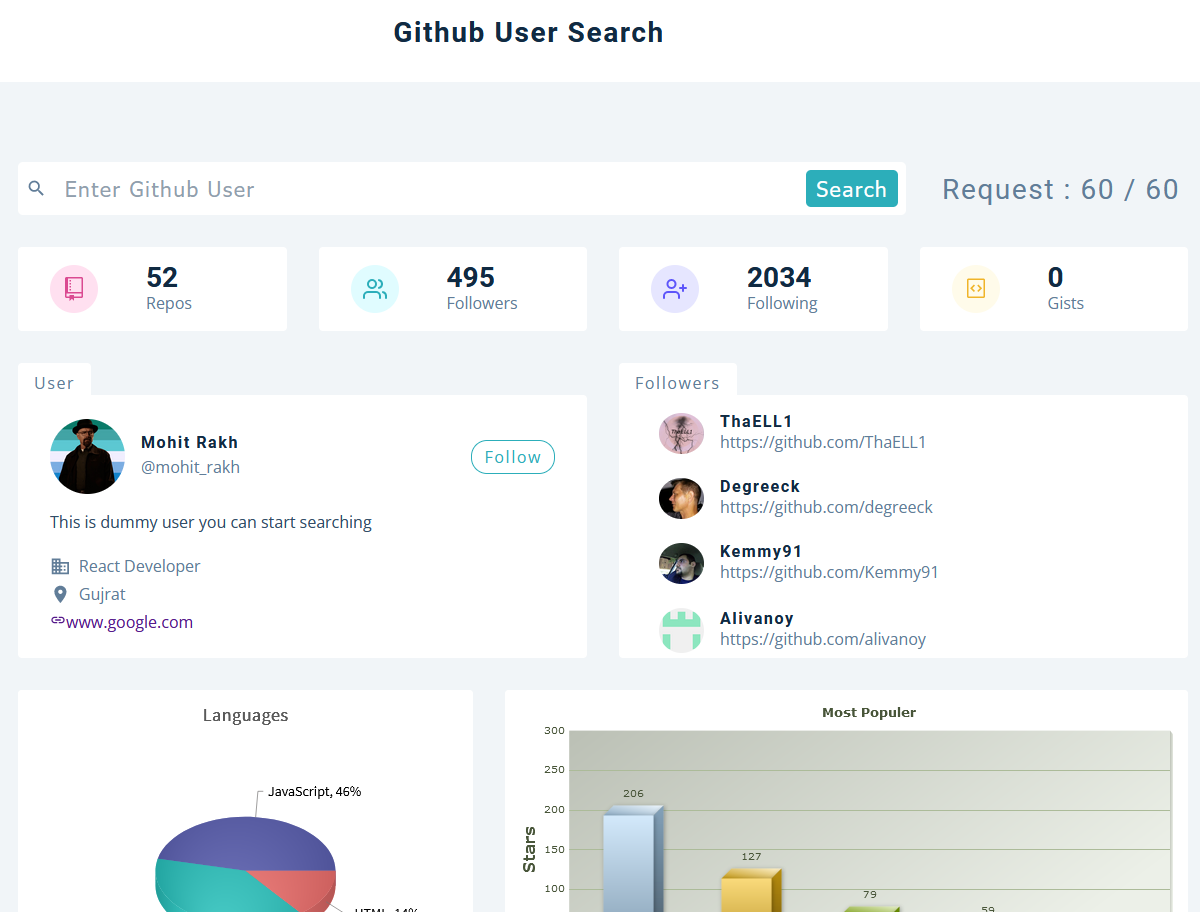 Github User Search
Enter Github User
Search
Request : 60 / 60
52
Repos
495
Followers
2034
Following
0
Gists
User
Mohit Rakh
@mohit_rakh
Follow
This is dummy user you can start searching
React Developer
Gujrat
www.google.com
Followers
ThaELL1
https://github.com/ThaELL1
Degreeck
https://github.com/degreeck
Kemmy91
https://github.com/Kemmy91
Alivanoy
https://github.com/alivanoy
Languages
JavaScript, 46%
HTML, 14%
Most Populer
300
250
200
150
100
Stars
206
127
79
59